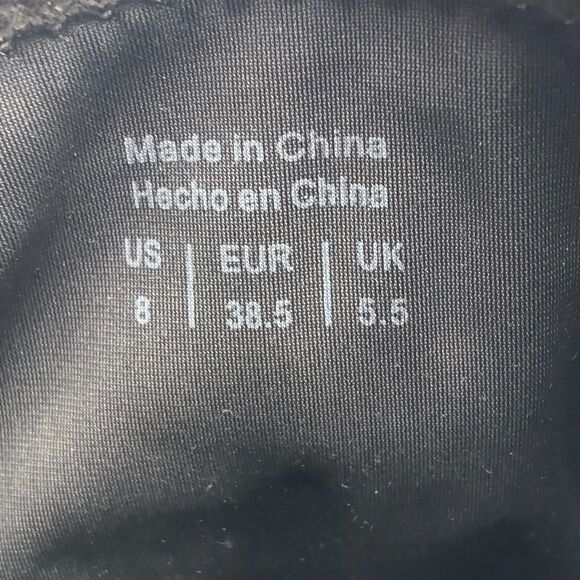 Made in China
Hecho en China
US | EUR | UK
8 | 38.5 | 5.5